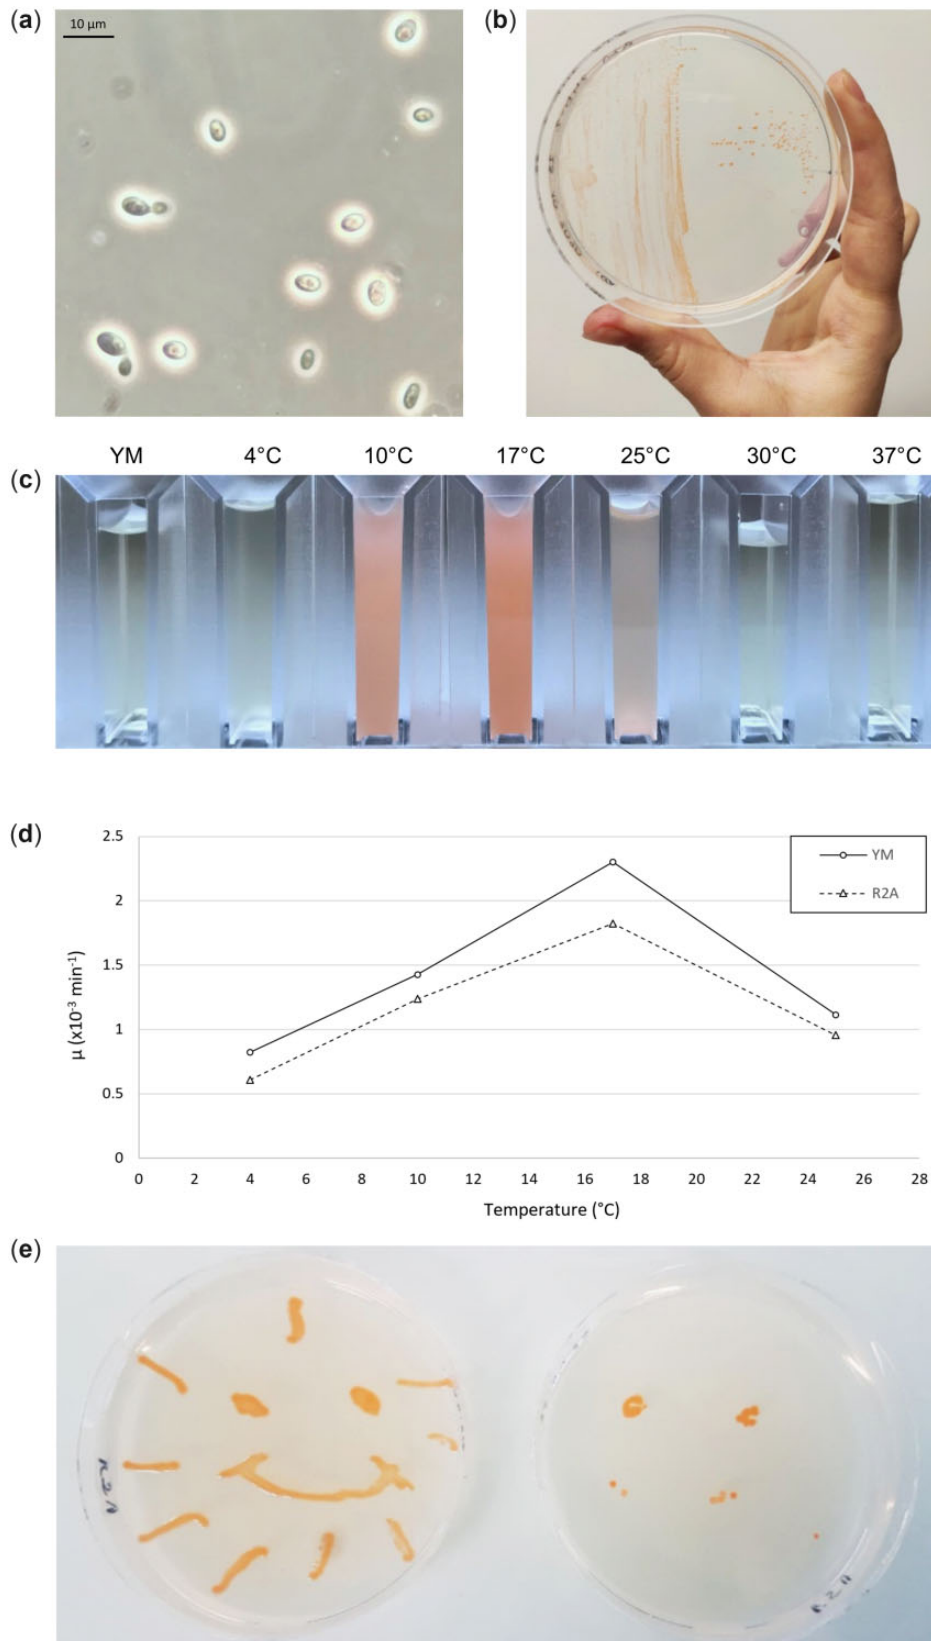 (a)
10 µm
(b)
(c)
YM 4°C 10°C 17°C 25°C 30°C 37°C
(d)
µ (x10⁻³ min⁻¹)
2.5
2
1.5
1
0.5
0
0 2 4 6 8 10 12 14 16 18 20 22 24 26 28
Temperature (°C)
YM
R2A
(e)
R2A